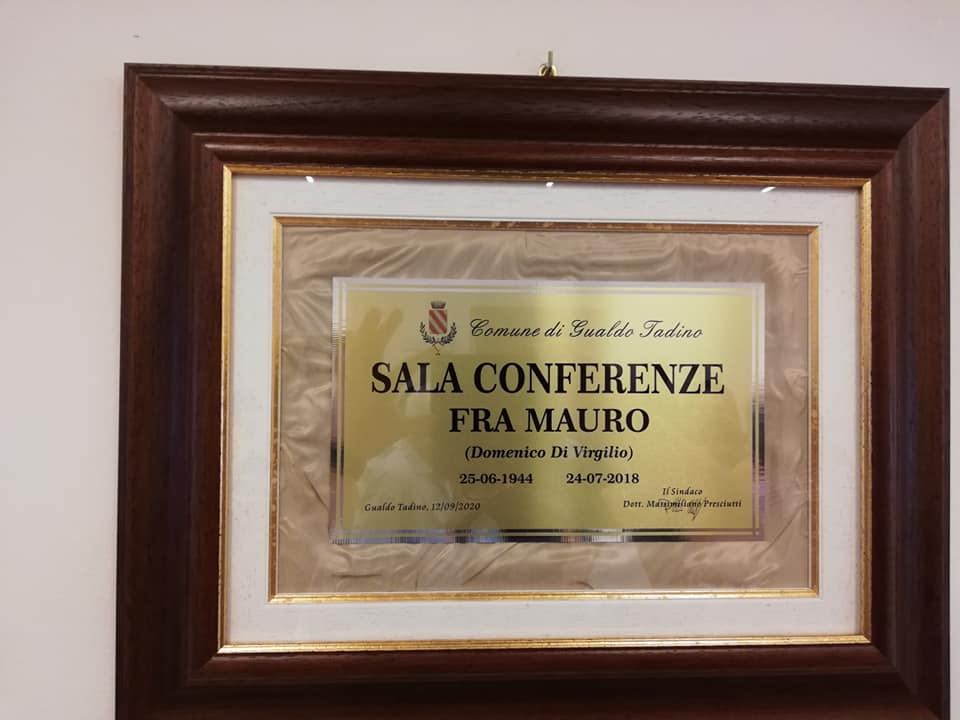 Comune di Gualdo Tadino
SALA CONFERENZE
FRA MAURO
(Domenico Di Virgilio)
25-06-1944 24-07-2018
Il Sindaco
Gualdo Tadino, 12/09/2020 Dott. Massimiliano Presciutti